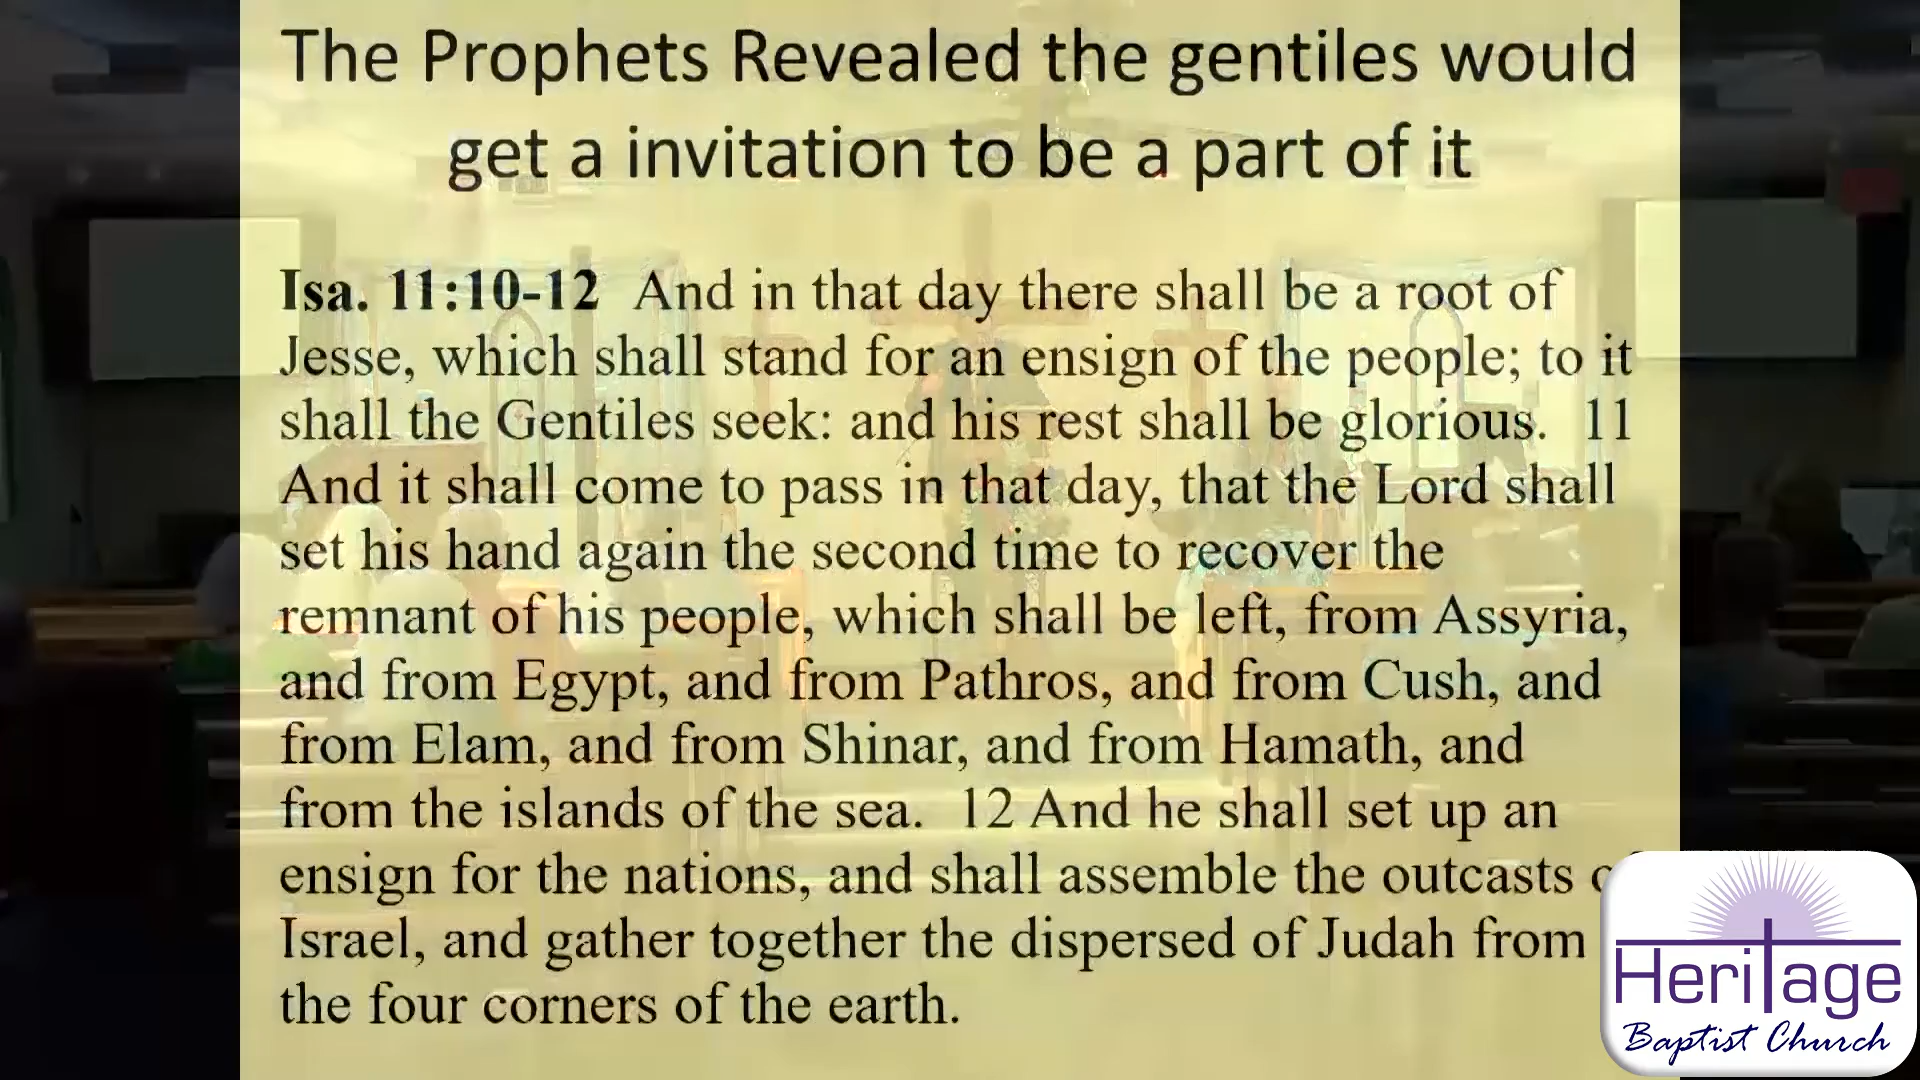 The Prophets Revealed the gentiles would
get a invitation to be a part of it
Isa. 11:10-12 And in that day there shall be a root of
Jesse, which shall stand for an ensign of the people; to it
shall the Gentiles seek: and his rest shall be glorious. 11
And it shall come to pass in that day, that the Lord shall
set his hand again the second time to recover the
remnant of his people, which shall be left, from Assyria,
and from Egypt, and from Pathros, and from Cush, and
from Elam, and from Shinar, and from Hamath, and
from the islands of the sea. 12 And he shall set up an
ensign for the nations, and shall assemble the outcasts
Israel, and gather together the dispersed of Judah from
the four corners of the earth.
Heritage
Baptist Church